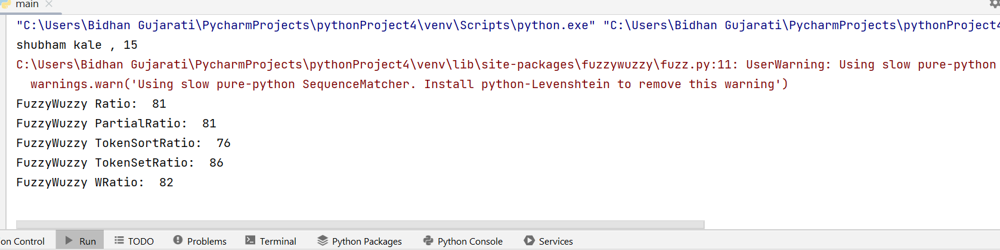 main
"C:\Users\Bidhan Gujarati\PycharmProjects\pythonProject4\venv\Scripts\python.exe" "C:\Users\Bidhan Gujarati\PycharmProjects\pythonProject4
shubham kale , 15
C:\Users\Bidhan Gujarati\PycharmProjects\pythonProject4\venv\lib\site-packages\fuzzywuzzy\fuzz.py:11: UserWarning: Using slow pure-python
warnings.warn('Using slow pure-python SequenceMatcher. Install python-Levenshtein to remove this warning')
FuzzyWuzzy Ratio:  81
FuzzyWuzzy PartialRatio:  81
FuzzyWuzzy TokenSortRatio:  76
FuzzyWuzzy TokenSetRatio:  86
FuzzyWuzzy WRatio:  82
on Control Run TODO Problems Terminal Python Packages Python Console Services